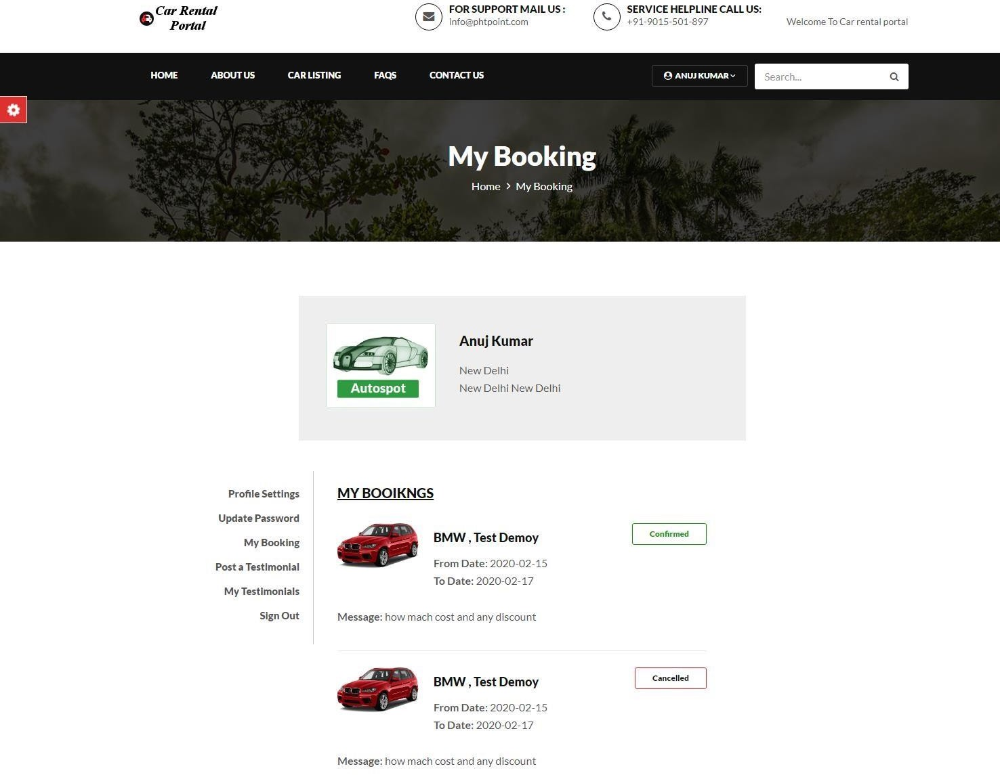 Car Rental
Portal
FOR SUPPORT MAIL US :
info@phtpoint.com
SERVICE HELPLINE CALL US:
+91-9015-501-897
Welcome To Car rental portal
HOME ABOUT US CAR LISTING FAQS CONTACT US ANUJ KUMAR Search...
My Booking
Home > My Booking
Autospot
Anuj Kumar
New Delhi
New Delhi New Delhi
Profile Settings
Update Password
My Booking
Post a Testimonial
My Testimonials
Sign Out
MY BOOIKNGS
BMW , Test Demoy
Confirmed
From Date: 2020-02-15
To Date: 2020-02-17
Message: how mach cost and any discount
BMW , Test Demoy
Cancelled
From Date: 2020-02-15
To Date: 2020-02-17
Message: how mach cost and any discount